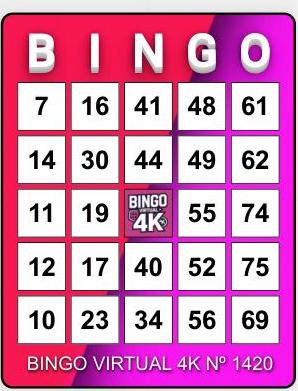 B I N G O
7 16 41 48 61
14 30 44 49 62
11 19 BINGO VIRTUAL 4K 55 74
12 17 40 52 75
10 23 34 56 69
BINGO VIRTUAL 4K Nº 1420